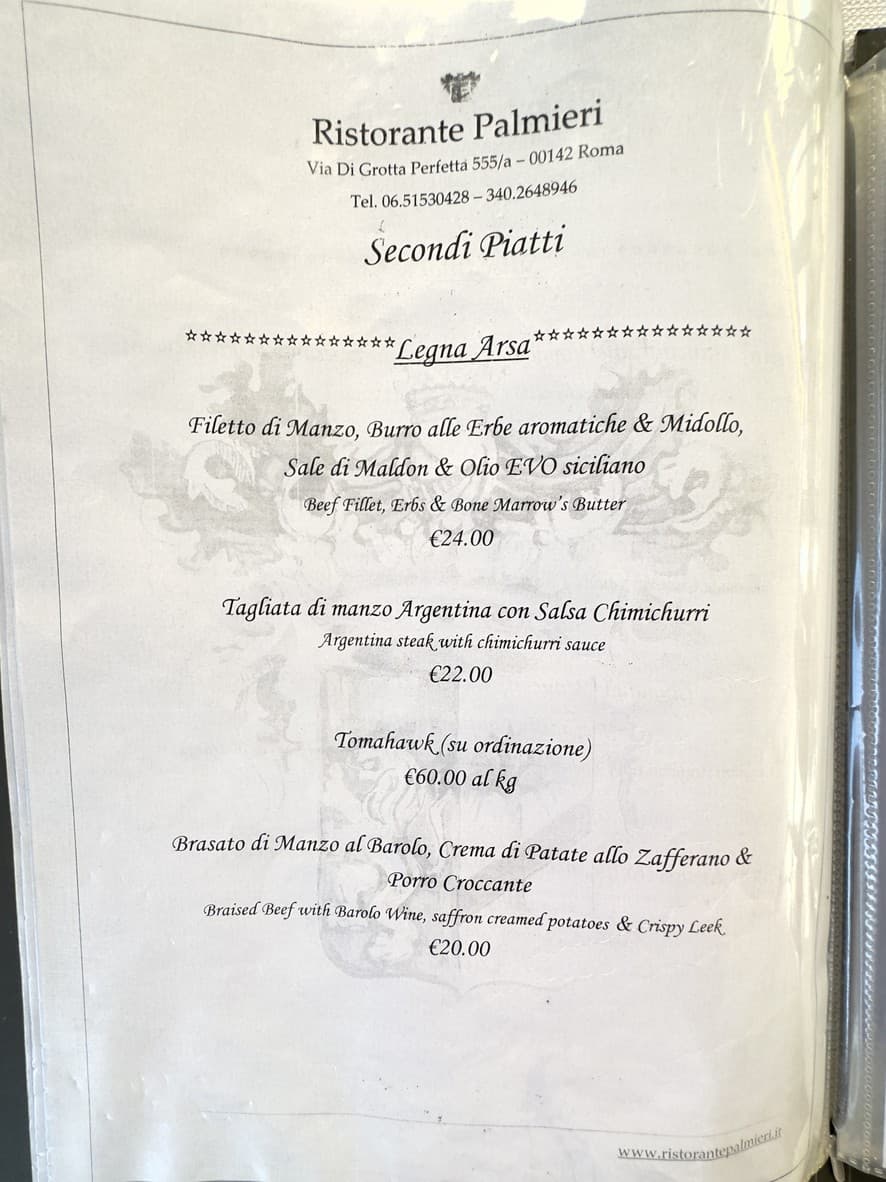 Ristorante Palmieri
Via Di Grotta Perfetta 555/a – 00142 Roma
Tel. 06.51530428 – 340.2648946
Secondi Piatti
☆☆☆☆☆☆☆☆☆☆☆☆☆☆☆Legna Arsa☆☆☆☆☆☆☆☆☆☆☆☆☆☆☆
Filetto di Manzo, Burro alle Erbe aromatiche & Midollo,
Sale di Maldon & Olio EVO siciliano
Beef Fillet, Erbs & Bone Marrow's Butter
€24.00
Tagliata di manzo Argentina con Salsa Chimichurri
Argentina steak with chimichurri sauce
€22.00
Tomahawk (su ordinazione)
€60.00 al kg
Brasato di Manzo al Barolo, Crema di Patate allo Zafferano &
Porro Croccante
Braised Beef with Barolo Wine, saffron creamed potatoes & Crispy Leek
€20.00
www.ristorantepalmieri.it